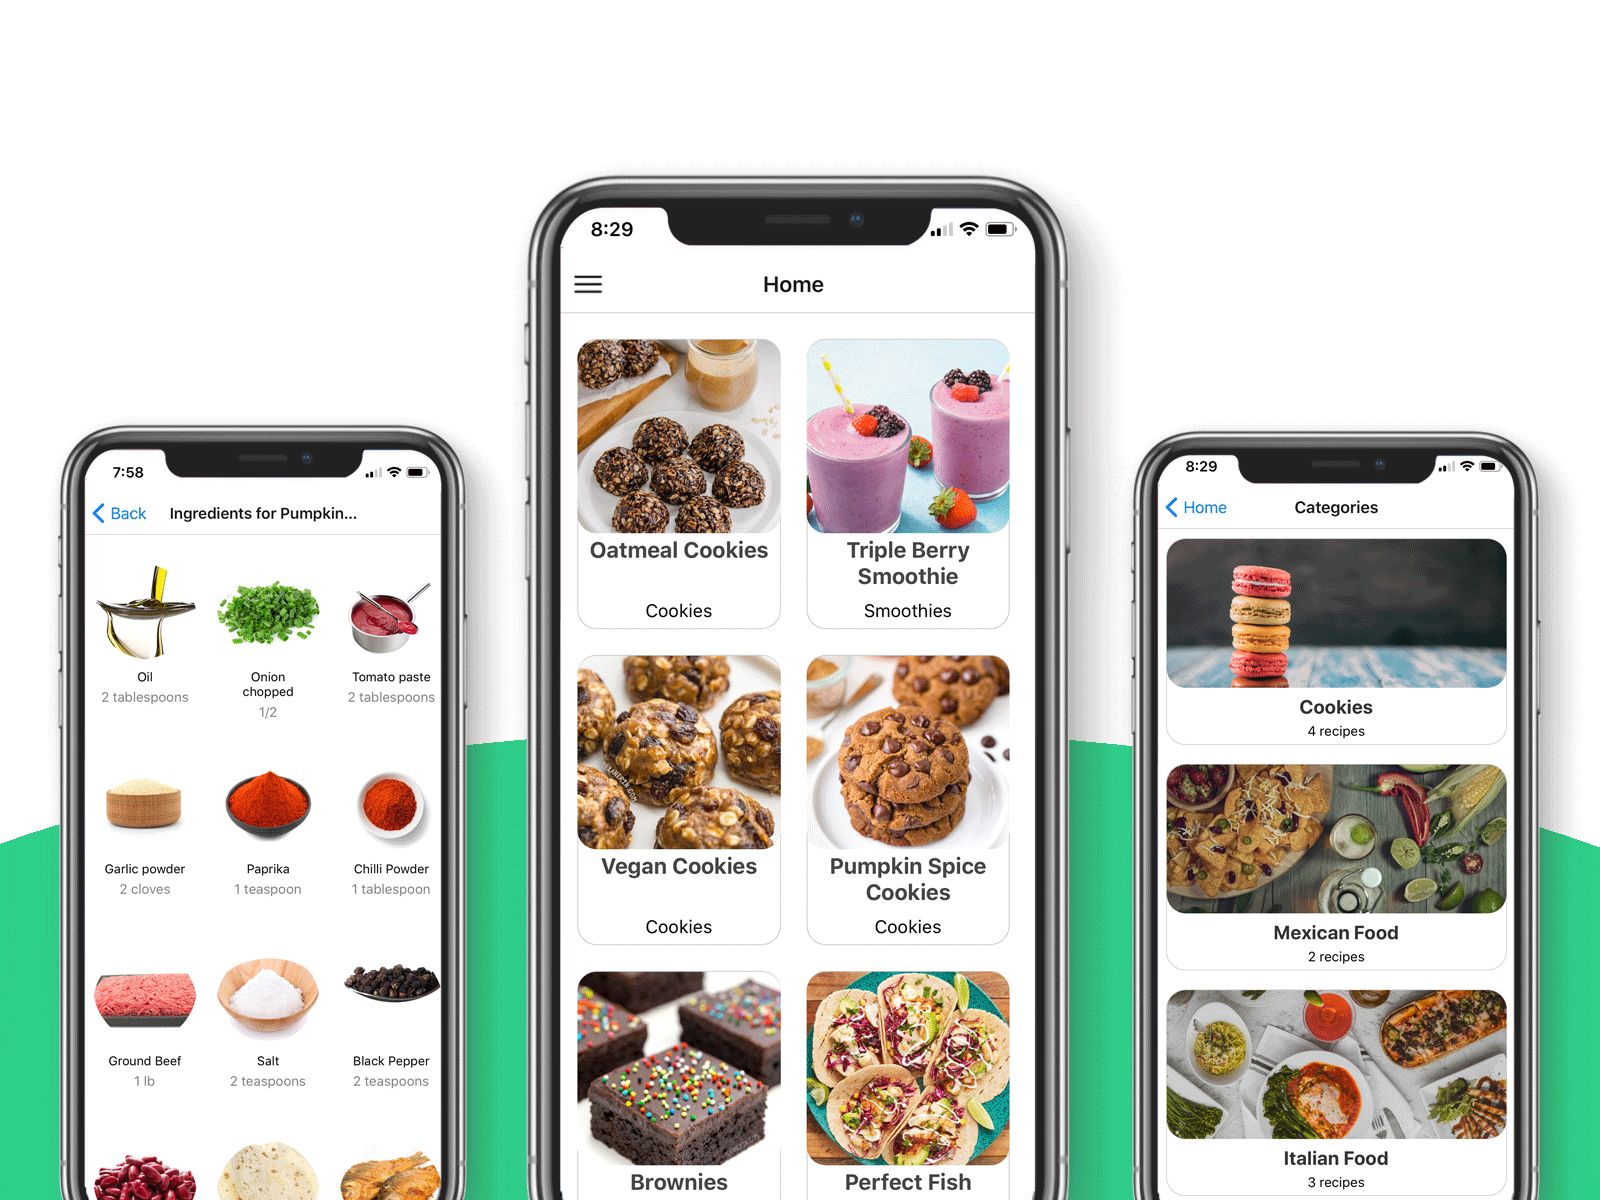 7:58
Back
Ingredients for Pumpkin...
Oil
2 tablespoons
Onion
chopped
1/2
Tomato paste
2 tablespoons
Garlic powder
2 cloves
Paprika
1 teaspoon
Chilli Powder
1 tablespoon
Ground Beef
1 lb
Salt
2 teaspoons
Black Pepper
2 teaspoons
8:29
Home
Oatmeal Cookies
Cookies
Triple Berry
Smoothie
Smoothies
Vegan Cookies
Cookies
Pumpkin Spice
Cookies
Cookies
Brownies
Perfect Fish
8:29
Home
Categories
Cookies
4 recipes
Mexican Food
2 recipes
Italian Food
3 recipes